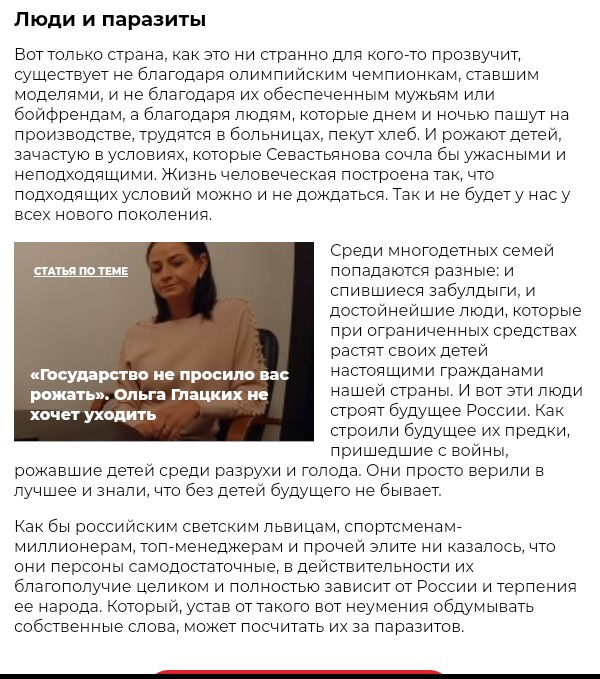 Люди и паразиты
Вот только страна, как это ни странно для кого-то прозвучит,
существует не благодаря олимпийским чемпионкам, ставшим
моделями, и не благодаря их обеспеченным мужьям или
бойфрендам, а благодаря людям, которые днем и ночью пашут на
производстве, трудятся в больницах, пекут хлеб. И рожают детей,
зачастую в условиях, которые Севастьянова сочла бы ужасными и
неподходящими. Жизнь человеческая построена так, что
подходящих условий можно и не дождаться. Так и не будет у нас у
всех нового поколения.
СТАТЬЯ ПО ТЕМЕ
«Государство не просило вас
рожать». Ольга Глацких не
хочет уходить
Среди многодетных семей
попадаются разные: и
спившиеся забулдыги, и
достойнейшие люди, которые
при ограниченных средствах
растят своих детей
настоящими гражданами
нашей страны. И вот эти люди
строят будущее России. Как
строили будущее их предки,
пришедшие с войны,
рожавшие детей среди разрухи и голода. Они просто верили в
лучшее и знали, что без детей будущего не бывает.
Как бы российским светским львицам, спортсменам-
миллионерам, топ-менеджерам и прочей элите ни казалось, что
они персоны самодостаточные, в действительности их
благополучие целиком и полностью зависит от России и терпения
ее народа. Который, устав от такого вот неумения обдумывать
собственные слова, может посчитать их за паразитов.